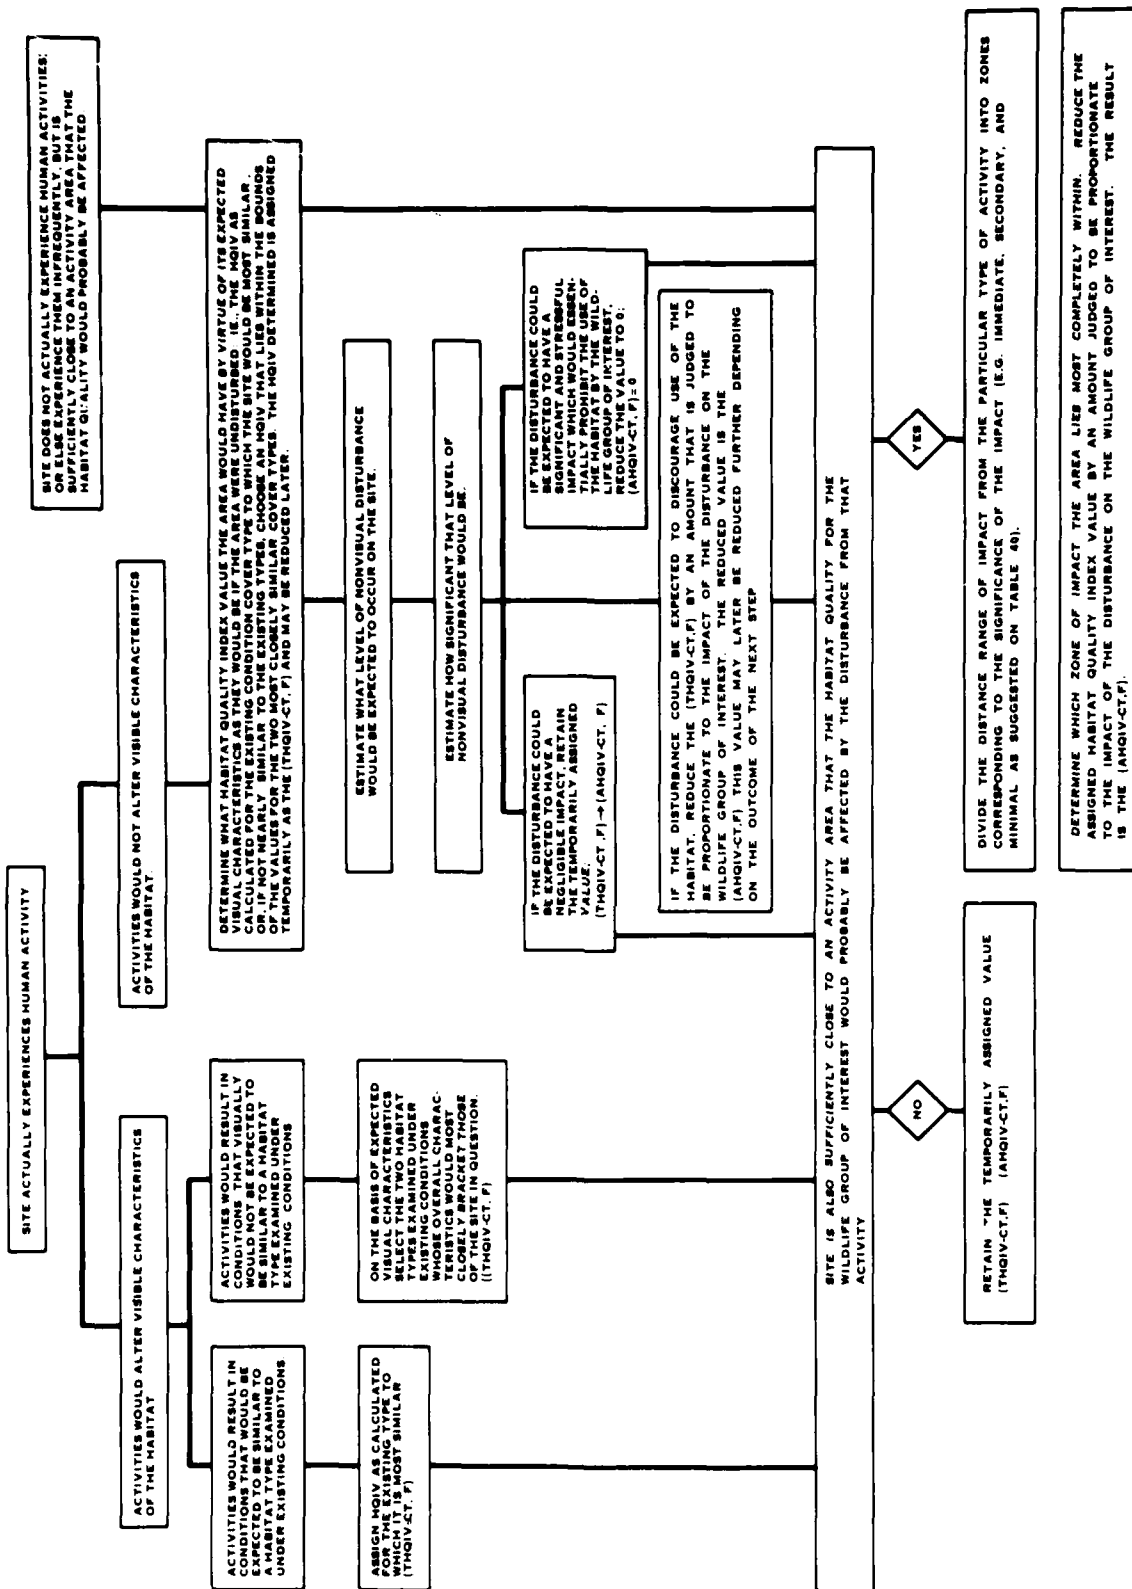 SITE ACTUALLY EXPERIENCES HUMAN ACTIVITY
SITE DOES NOT ACTUALLY EXPERIENCE HUMAN ACTIVITIES;
OR ELSE EXPERIENCE THEM INFREQUENTLY, BUT IS
SUFFICIENTLY CLOSE TO AN ACTIVITY AREA THAT THE
HABITAT QUALITY WOULD PROBABLY BE AFFECTED
ACTIVITIES WOULD ALTER VISIBLE CHARACTERISTICS
OF THE HABITAT
ACTIVITIES WOULD NOT ALTER VISIBLE CHARACTERISTICS
OF THE HABITAT.
ACTIVITIES WOULD RESULT IN
CONDITIONS THAT WOULD BE
EXPECTED TO BE SIMILAR TO
A HABITAT TYPE EXAMINED
UNDER EXISTING CONDITIONS
ACTIVITIES WOULD RESULT IN
CONDITIONS THAT VISUALLY
WOULD NOT BE EXPECTED TO
BE SIMILAR TO A HABITAT
TYPE EXAMINED UNDER
EXISTING CONDITIONS
DETERMINE WHAT HABITAT QUALITY INDEX VALUE THE AREA WOULD HAVE BY VIRTUE OF ITS EXPECTED
VISUAL CHARACTERISTICS AS THEY WOULD BE IF THE AREA WERE UNDISTURBED: IE., THE HQIV AS
CALCULATED FOR THE EXISTING CONDITION COVER TYPE TO WHICH THE SITE WOULD BE MOST SIMILAR,
OR, IF NOT NEARLY SIMILAR TO THE EXISTING TYPES, CHOOSE AN HQIV THAT LIES WITHIN THE BOUNDS
OF THE VALUES FOR THE TWO MOST CLOSELY SIMILAR COVER TYPES. THE HQIV DETERMINED IS ASSIGNED
TEMPORARILY AS THE (THQIV-CT, F) AND MAY BE REDUCED LATER.
ASSIGN HQIV AS CALCULATED
FOR THE EXISTING TYPE TO
WHICH IT IS MOST SIMILAR
(THQIV-CT, F)
ON THE BASIS OF EXPECTED
VISUAL CHARACTERISTICS
SELECT THE TWO HABITAT
TYPES EXAMINED UNDER
EXISTING CONDITIONS
WHOSE OVERALL CHARAC-
TERISTICS WOULD MOST
CLOSELY BRACKET THOSE
OF THE SITE IN QUESTION.
((THQIV-CT, F)
ESTIMATE WHAT LEVEL OF NONVISUAL DISTURBANCE
WOULD BE EXPECTED TO OCCUR ON THE SITE.
ESTIMATE HOW SIGNIFICANT THAT LEVEL OF
NONVISUAL DISTURBANCE WOULD BE.
IF THE DISTURBANCE COULD
BE EXPECTED TO HAVE A
NEGLIGIBLE IMPACT, RETAIN
THE TEMPORARILY ASSIGNED
VALUE.
(THQIV-CT,F)→(AHQIV-CT, F)
IF THE DISTURBANCE COULD
BE EXPECTED TO HAVE A
SIGNIFICANT AND STRESSFUL
IMPACT WHICH WOULD ESSEN-
TIALLY PROHIBIT THE USE OF
THE HABITAT BY THE WILD-
LIFE GROUP OF INTEREST,
REDUCE THE VALUE TO 0;
(AHQIV-CT, F) = 0
IF THE DISTURBANCE COULD BE EXPECTED TO DISCOURAGE USE OF THE
HABITAT, REDUCE THE (THQIV-CT,F) BY AN AMOUNT THAT IS JUDGED TO
BE PROPORTIONATE TO THE IMPACT OF THE DISTURBANCE ON THE
WILDLIFE GROUP OF INTEREST. THE REDUCED VALUE IS THE
(AHQIV-CT,F) THIS VALUE MAY LATER BE REDUCED FURTHER DEPENDING
ON THE OUTCOME OF THE NEXT STEP
SITE IS ALSO SUFFICIENTLY CLOSE TO AN ACTIVITY AREA THAT THE HABITAT QUALITY FOR THE
WILDLIFE GROUP OF INTEREST WOULD PROBABLY BE AFFECTED BY THE DISTURBANCE FROM THAT
ACTIVITY
NO
YES
RETAIN THE TEMPORARILY ASSIGNED VALUE
(THQIV-CT,F) (AHQIV-CT,F)
DIVIDE THE DISTANCE RANGE OF IMPACT FROM THE PARTICULAR TYPE OF ACTIVITY INTO ZONES
CORRESPONDING TO THE SIGNIFICANCE OF THE IMPACT (E.G. IMMEDIATE, SECONDARY, AND
MINIMAL AS SUGGESTED ON TABLE 40).
DETERMINE WHICH ZONE OF IMPACT THE AREA LIES MOST COMPLETELY WITHIN. REDUCE THE
ASSIGNED HABITAT QUALITY INDEX VALUE BY AN AMOUNT JUDGED TO BE PROPORTIONATE
TO THE IMPACT OF THE DISTURBANCE ON THE WILDLIFE GROUP OF INTEREST. THE RESULT
IS THE (AHQIV-CT,F).